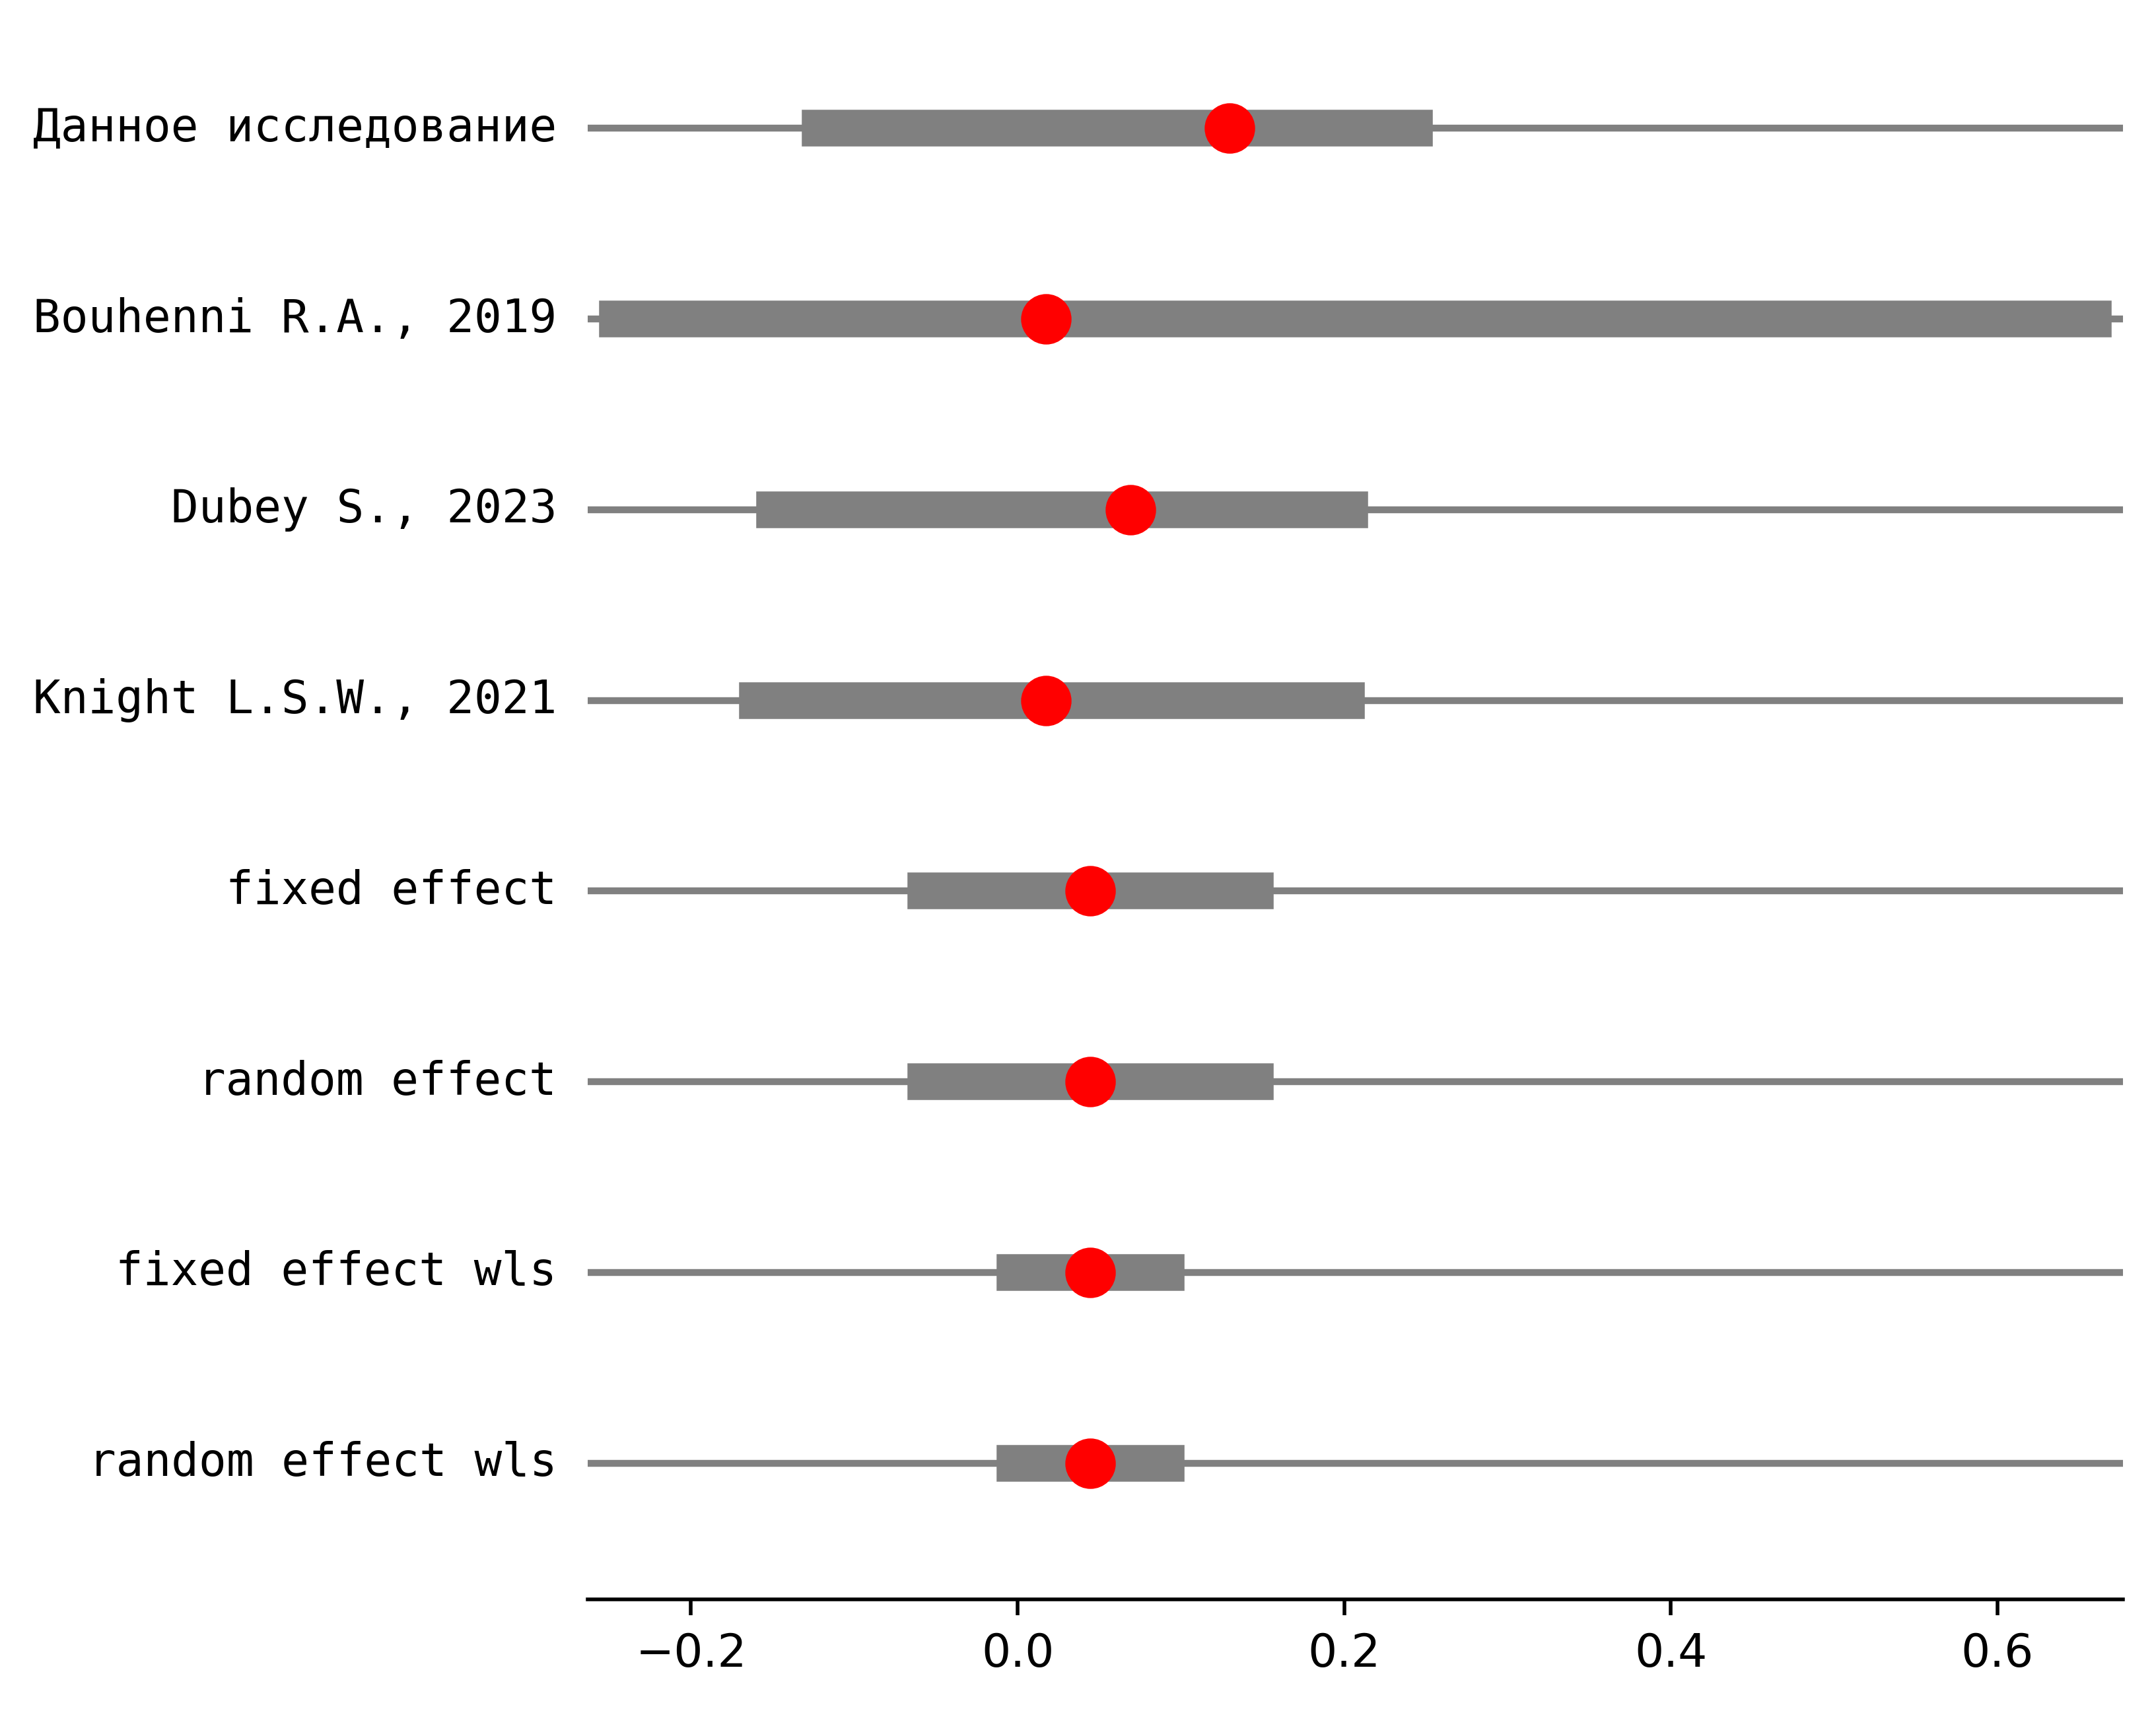 Данное исследование
Bouhenni R.A., 2019
Dubey S., 2023
Knight L.S.W., 2021
fixed effect
random effect
fixed effect wls
random effect wls
−0.2 0.0 0.2 0.4 0.6